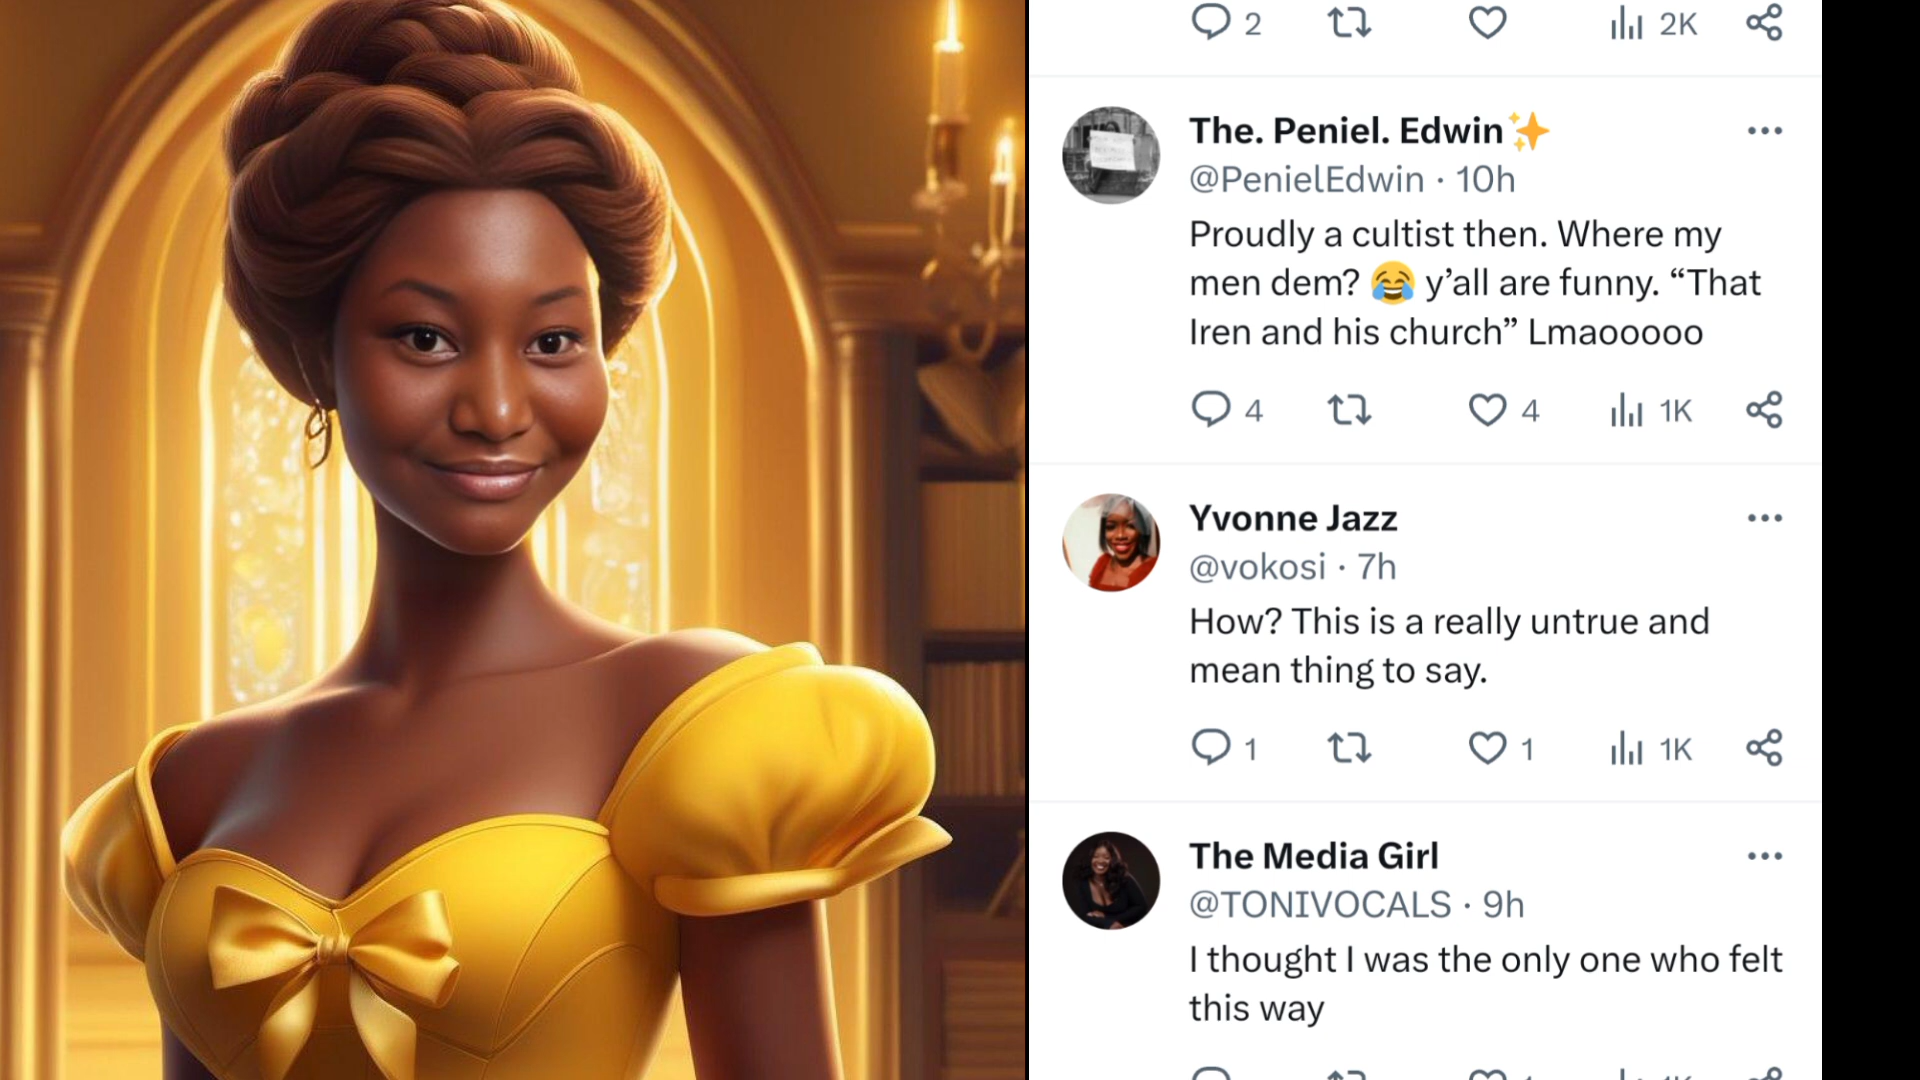 2 2K
The. Peniel. Edwin✨
@PenielEdwin · 10h
Proudly a cultist then. Where my
men dem? 😂 y’all are funny. “That
Iren and his church” Lmaooooo
4 4 1K
Yvonne Jazz
@vokosi · 7h
How? This is a really untrue and
mean thing to say.
1 1 1K
The Media Girl
@TONIVOCALS · 9h
I thought I was the only one who felt
this way